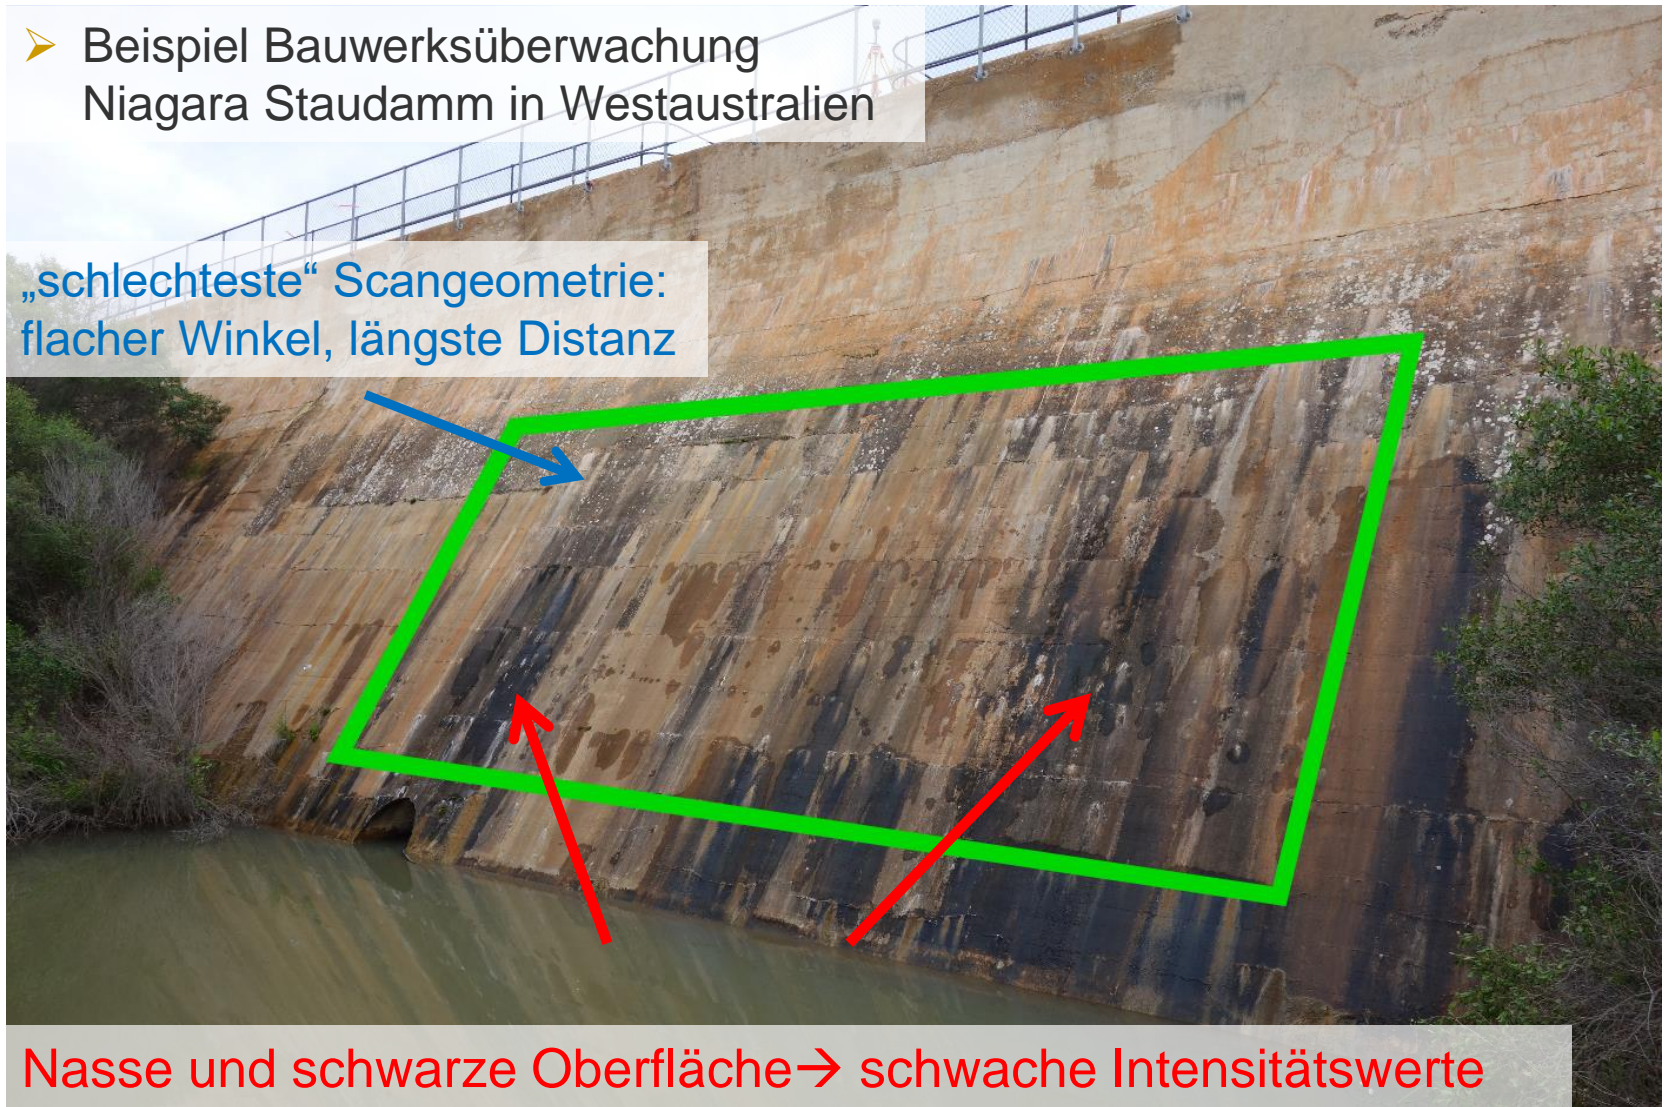 Beispiel Bauwerksüberwachung
Niagara Staudamm in Westaustralien
„schlechteste“ Scangeometrie:
flacher Winkel, längste Distanz
Nasse und schwarze Oberfläche→ schwache Intensitätswerte